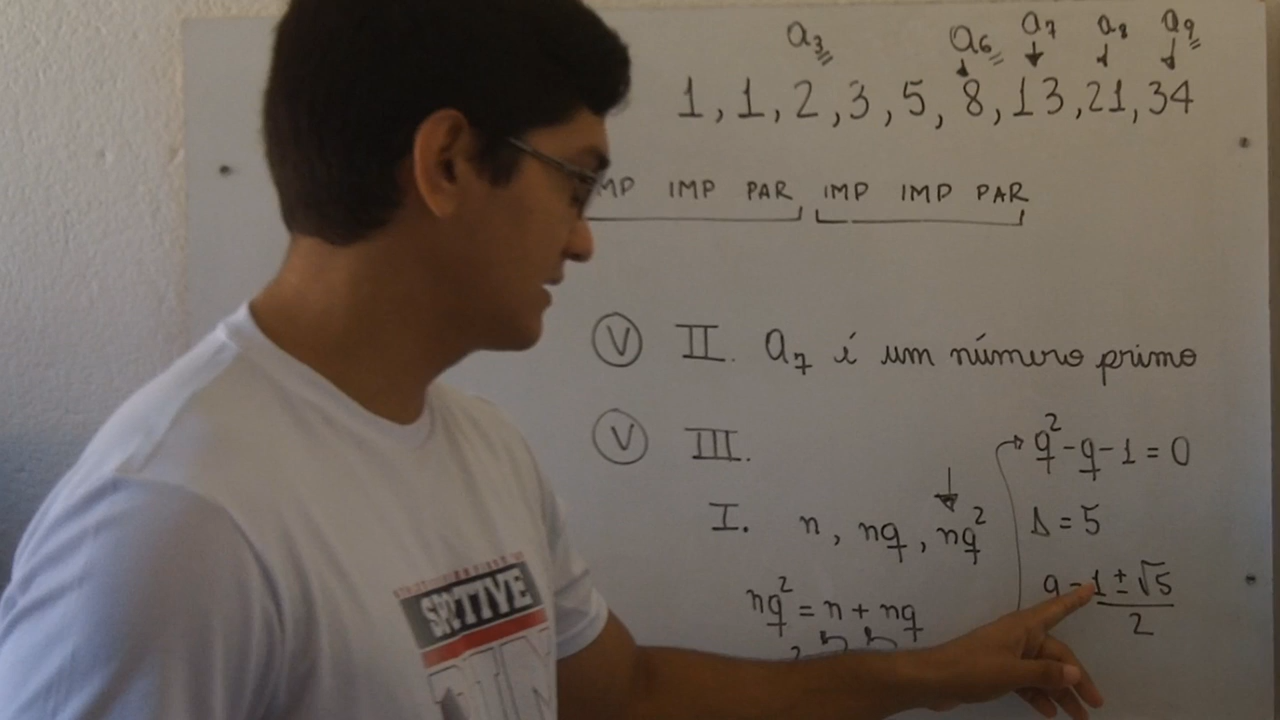 a₃ a₆ a₇ a₈ a₉
1, 1, 2, 3, 5, 8, 13, 21, 34
IMP PAR IMP IMP PAR
V II. a₇ é um número primo
V III.
q² - q - 1 = 0
I. n, nq, nq²
Δ = 5
q = 1 ± √5 / 2
nq² = n + nq